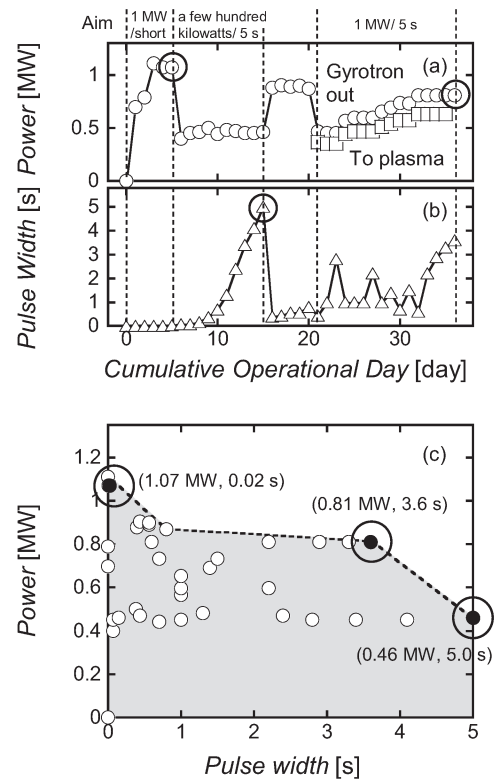 Aim
1 MW
/short
a few hundred
kilowatts/ 5 s
1 MW/ 5 s
(a)
Power [MW]
1
0.5
0
Gyrotron
out
To plasma
(b)
Pulse Width [s]
5
4
3
2
1
0
0 10 20 30
Cumulative Operational Day [day]
(c)
Power [MW]
1.2
1
0.8
0.6
0.4
0.2
0
(1.07 MW, 0.02 s)
(0.81 MW, 3.6 s)
(0.46 MW, 5.0 s)
0 1 2 3 4 5
Pulse width [s]